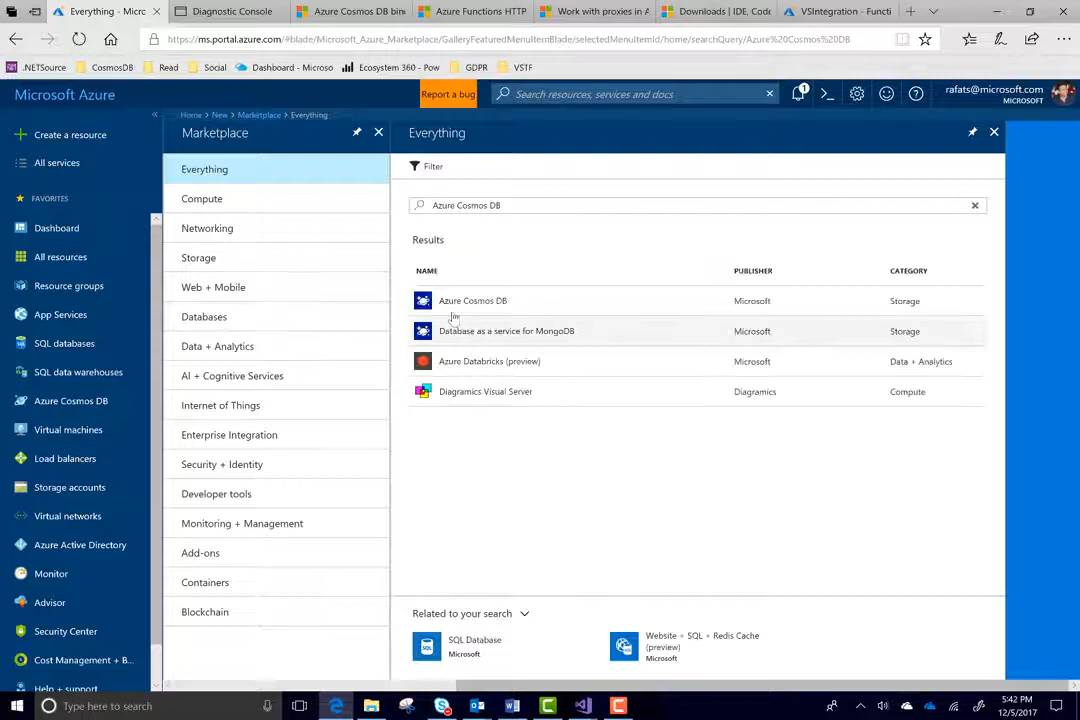 Everything - Micrc
Diagnostic Console
Azure Cosmos DB bin
Azure Functions HTTP
Work with proxies in A
Downloads | IDE, Code
VSIntegration - Functi
https://ms.portal.azure.com/#blade/Microsoft_Azure_Marketplace/GalleryFeaturedMenuItemBlade/selectedMenuItemId/home/searchQuery/Azure%20Cosmos%20DB
.NETSource
CosmosDB
Read
Social
Dashboard - Microso
Ecosystem 360 - Pow
GDPR
VSTF
Microsoft Azure
Report a bug
Search resources, services and docs
1
rafats@microsoft.com
MICROSOFT
Home > New > Marketplace > Everything
Create a resource
All services
FAVORITES
Dashboard
All resources
Resource groups
App Services
SQL databases
SQL data warehouses
Azure Cosmos DB
Virtual machines
Load balancers
Storage accounts
Virtual networks
Azure Active Directory
Monitor
Advisor
Security Center
Cost Management + B...
Help + support
Marketplace
Everything
Compute
Networking
Storage
Web + Mobile
Databases
Data + Analytics
AI + Cognitive Services
Internet of Things
Enterprise Integration
Security + Identity
Developer tools
Monitoring + Management
Add-ons
Containers
Blockchain
Everything
Filter
Azure Cosmos DB
Results
NAME PUBLISHER CATEGORY
Azure Cosmos DB Microsoft Storage
Database as a service for MongoDB Microsoft Storage
Azure Databricks (preview) Microsoft Data + Analytics
Diagramics Visual Server Diagramics Compute
Related to your search
SQL
SQL Database
Microsoft
Website + SQL + Redis Cache
(preview)
Microsoft
Type here to search
5:42 PM
12/5/2017